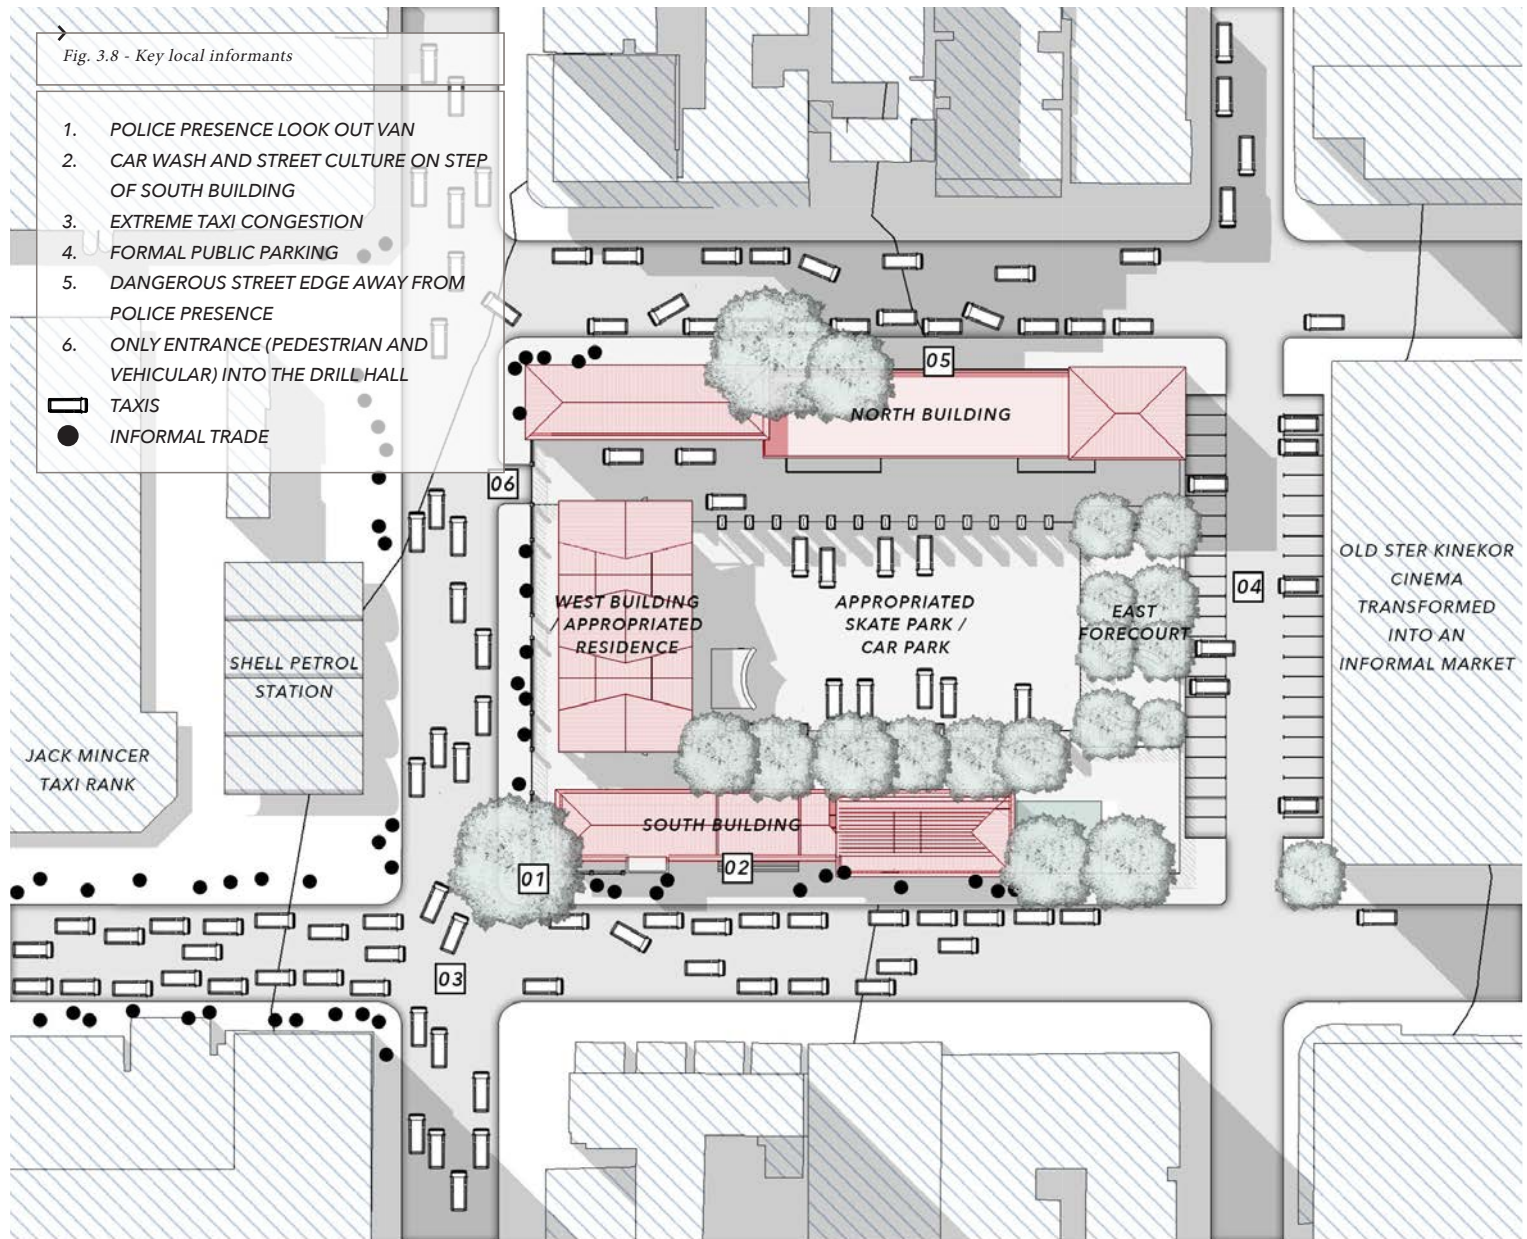 Fig. 3.8 - Key local informants
1. POLICE PRESENCE LOOK OUT VAN
2. CAR WASH AND STREET CULTURE ON STEP
OF SOUTH BUILDING
3. EXTREME TAXI CONGESTION
4. FORMAL PUBLIC PARKING
5. DANGEROUS STREET EDGE AWAY FROM
POLICE PRESENCE
6. ONLY ENTRANCE (PEDESTRIAN AND
VEHICULAR) INTO THE DRILL HALL
TAXIS
INFORMAL TRADE
05
NORTH BUILDING
06
WEST BUILDING
/ APPROPRIATED
RESIDENCE
APPROPRIATED
SKATE PARK /
CAR PARK
EAST
FORECOURT
04
OLD STER KINEKOR
CINEMA
TRANSFORMED
INTO AN
INFORMAL MARKET
SHELL PETROL
STATION
JACK MINCER
TAXI RANK
SOUTH BUILDING
01
02
03